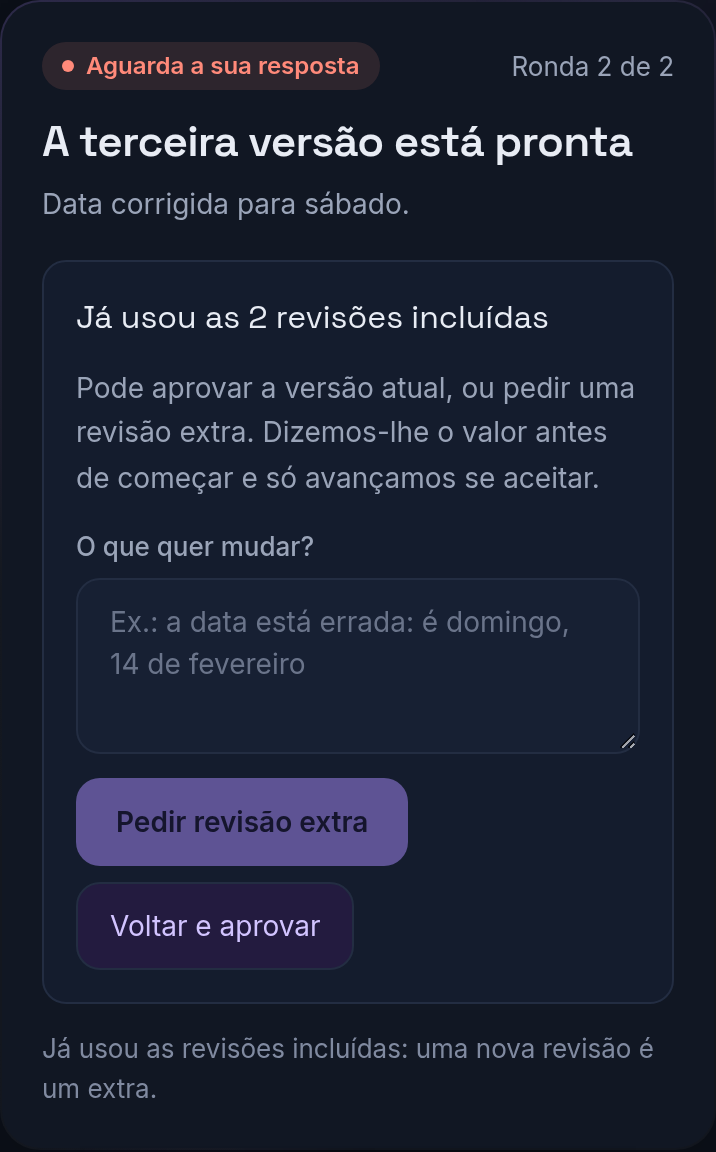 Aguarda a sua resposta
Ronda 2 de 2
A terceira versão está pronta
Data corrigida para sábado.
Já usou as 2 revisões incluídas
Pode aprovar a versão atual, ou pedir uma
revisão extra. Dizemos-lhe o valor antes
de começar e só avançamos se aceitar.
O que quer mudar?
Ex.: a data está errada: é domingo,
14 de fevereiro
Pedir revisão extra
Voltar e aprovar
Já usou as revisões incluídas: uma nova revisão é
um extra.